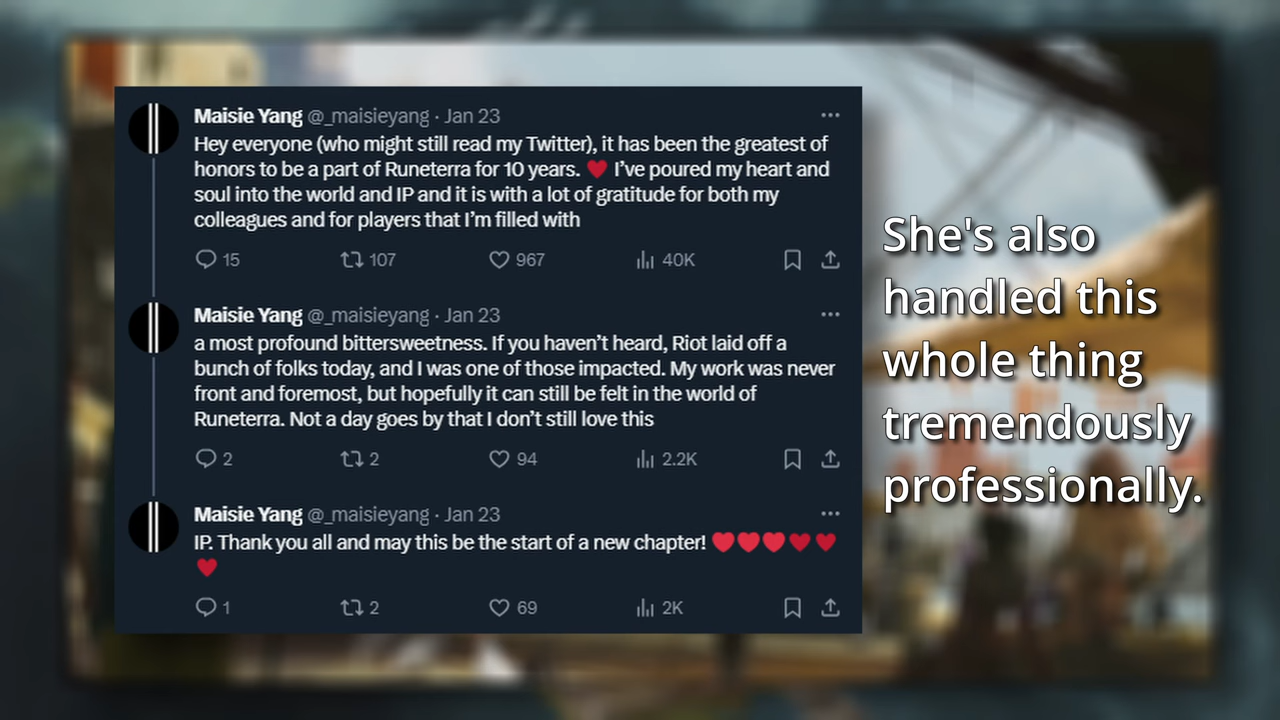 Maisie Yang @_maisieyang · Jan 23
Hey everyone (who might still read my Twitter), it has been the greatest of
honors to be a part of Runeterra for 10 years. ❤️ I’ve poured my heart and
soul into the world and IP and it is with a lot of gratitude for both my
colleagues and for players that I’m filled with
15 107 967 40K
Maisie Yang @_maisieyang · Jan 23
a most profound bittersweetness. If you haven’t heard, Riot laid off a
bunch of folks today, and I was one of those impacted. My work was never
front and foremost, but hopefully it can still be felt in the world of
Runeterra. Not a day goes by that I don’t still love this
2 2 94 2.2K
Maisie Yang @_maisieyang · Jan 23
IP. Thank you all and may this be the start of a new chapter! ❤️❤️❤️❤️❤️
❤️
1 2 69 2K
She's also
handled this
whole thing
tremendously
professionally.